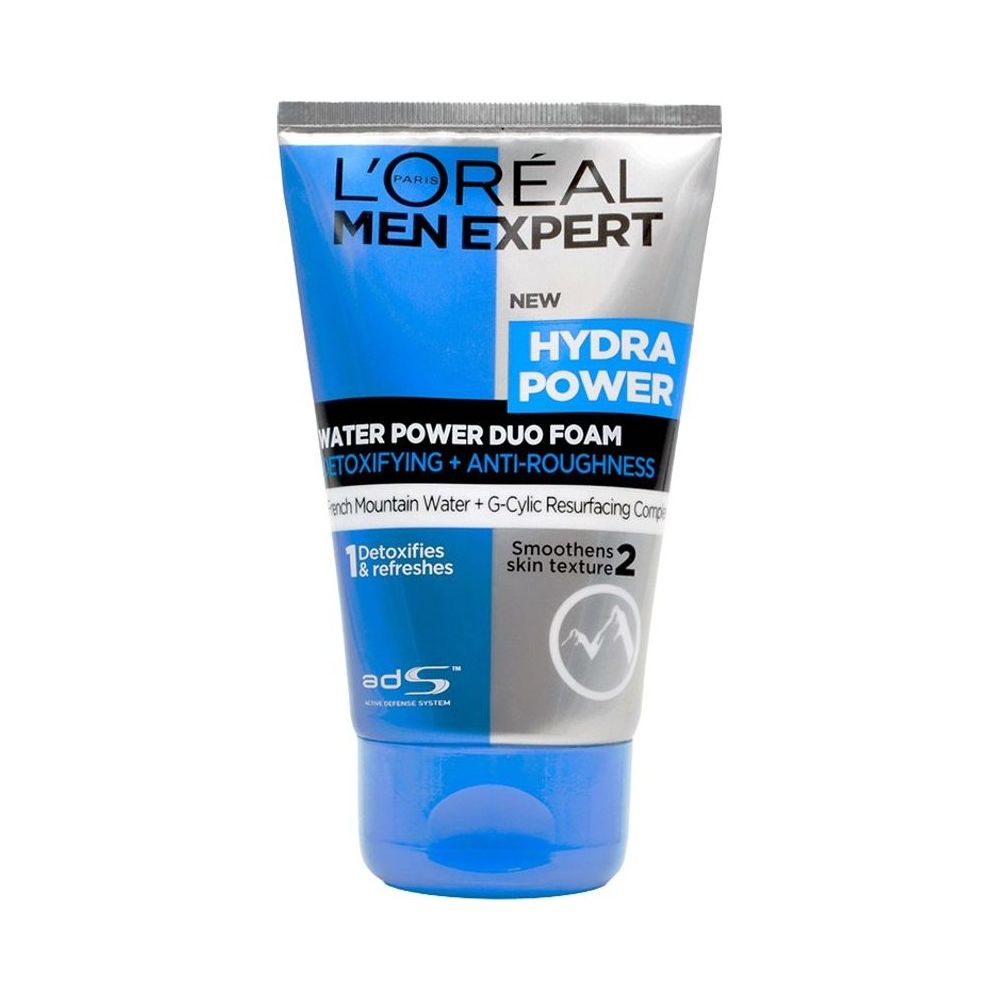 L'ORÉAL
PARIS
MEN EXPERT
NEW
HYDRA
POWER
WATER POWER DUO FOAM
DETOXIFYING + ANTI-ROUGHNESS
French Mountain Water + G-Cylic Resurfacing
1 Detoxifies
& refreshes
Smoothens
skin texture 2
adS™
ACTIVE DEFENSE SYSTEM